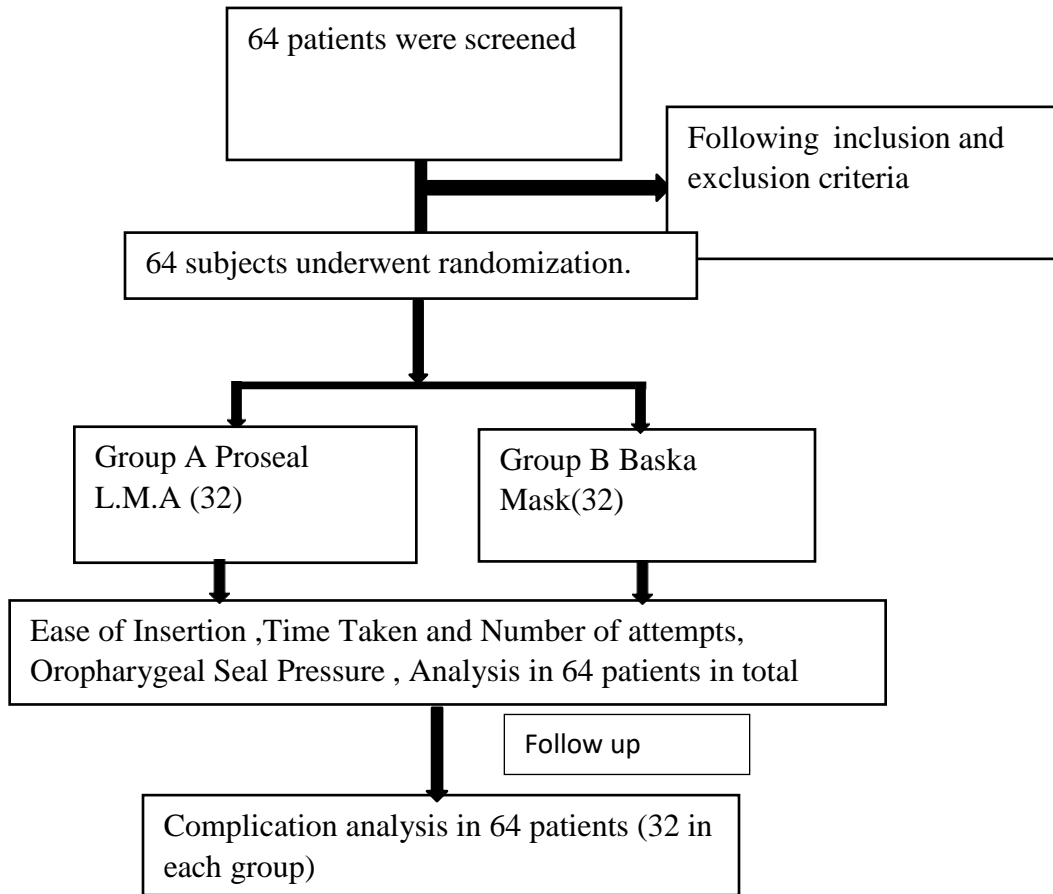 64 patients were screened
Following inclusion and
exclusion criteria
64 subjects underwent randomization.
Group A Proseal
L.M.A (32)
Group B Baska
Mask(32)
Ease of Insertion ,Time Taken and Number of attempts,
Oropharygeal Seal Pressure , Analysis in 64 patients in total
Follow up
Complication analysis in 64 patients (32 in
each group)